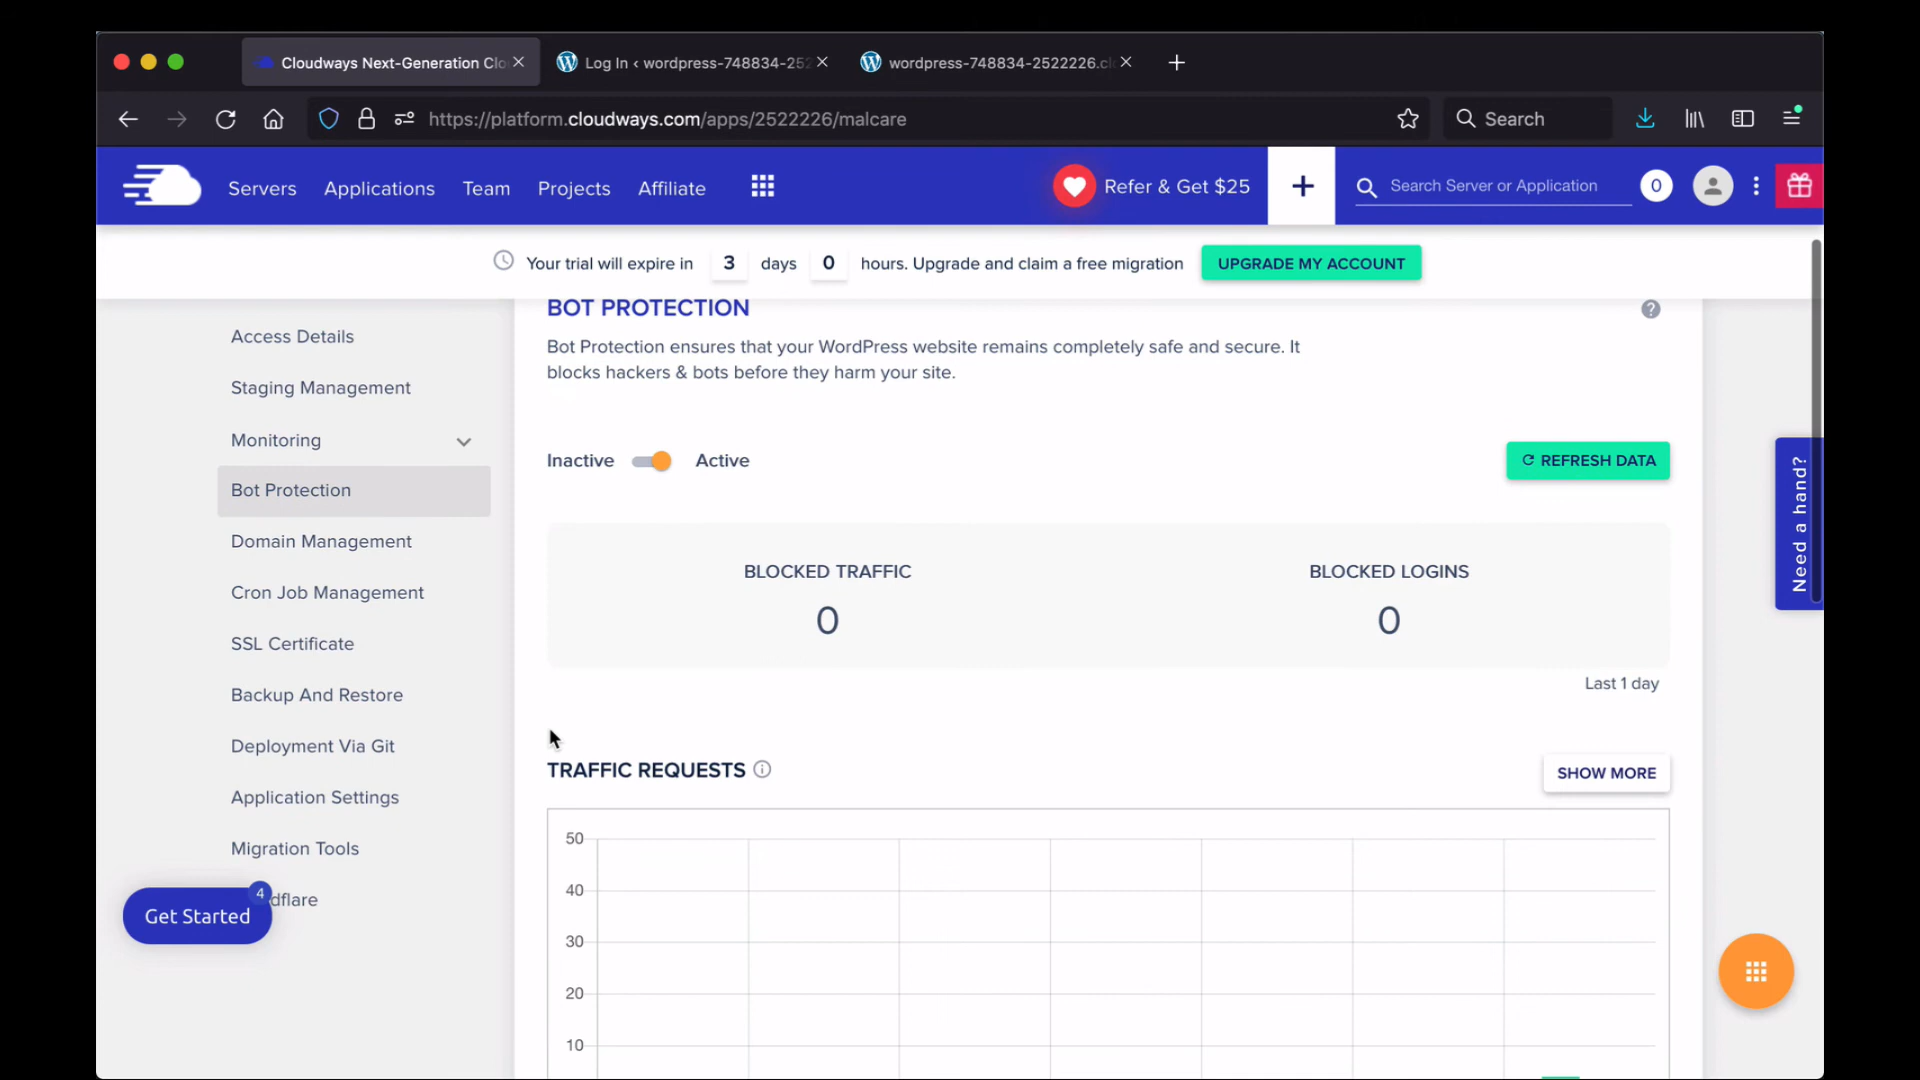 Cloudways Next-Generation Clo
Log In ‹ wordpress-748834-252
wordpress-748834-2522226.cl
https://platform.cloudways.com/apps/2522226/malcare
Search
Servers
Applications
Team
Projects
Affiliate
Refer & Get $25
Search Server or Application
0
Your trial will expire in 3 days 0 hours. Upgrade and claim a free migration
UPGRADE MY ACCOUNT
Access Details
Staging Management
Monitoring
Bot Protection
Domain Management
Cron Job Management
SSL Certificate
Backup And Restore
Deployment Via Git
Application Settings
Migration Tools
dflare
Get Started
4
BOT PROTECTION
Bot Protection ensures that your WordPress website remains completely safe and secure. It
blocks hackers & bots before they harm your site.
Inactive
Active
REFRESH DATA
BLOCKED TRAFFIC
0
BLOCKED LOGINS
0
Last 1 day
TRAFFIC REQUESTS
SHOW MORE
50
40
30
20
10
Need a hand?